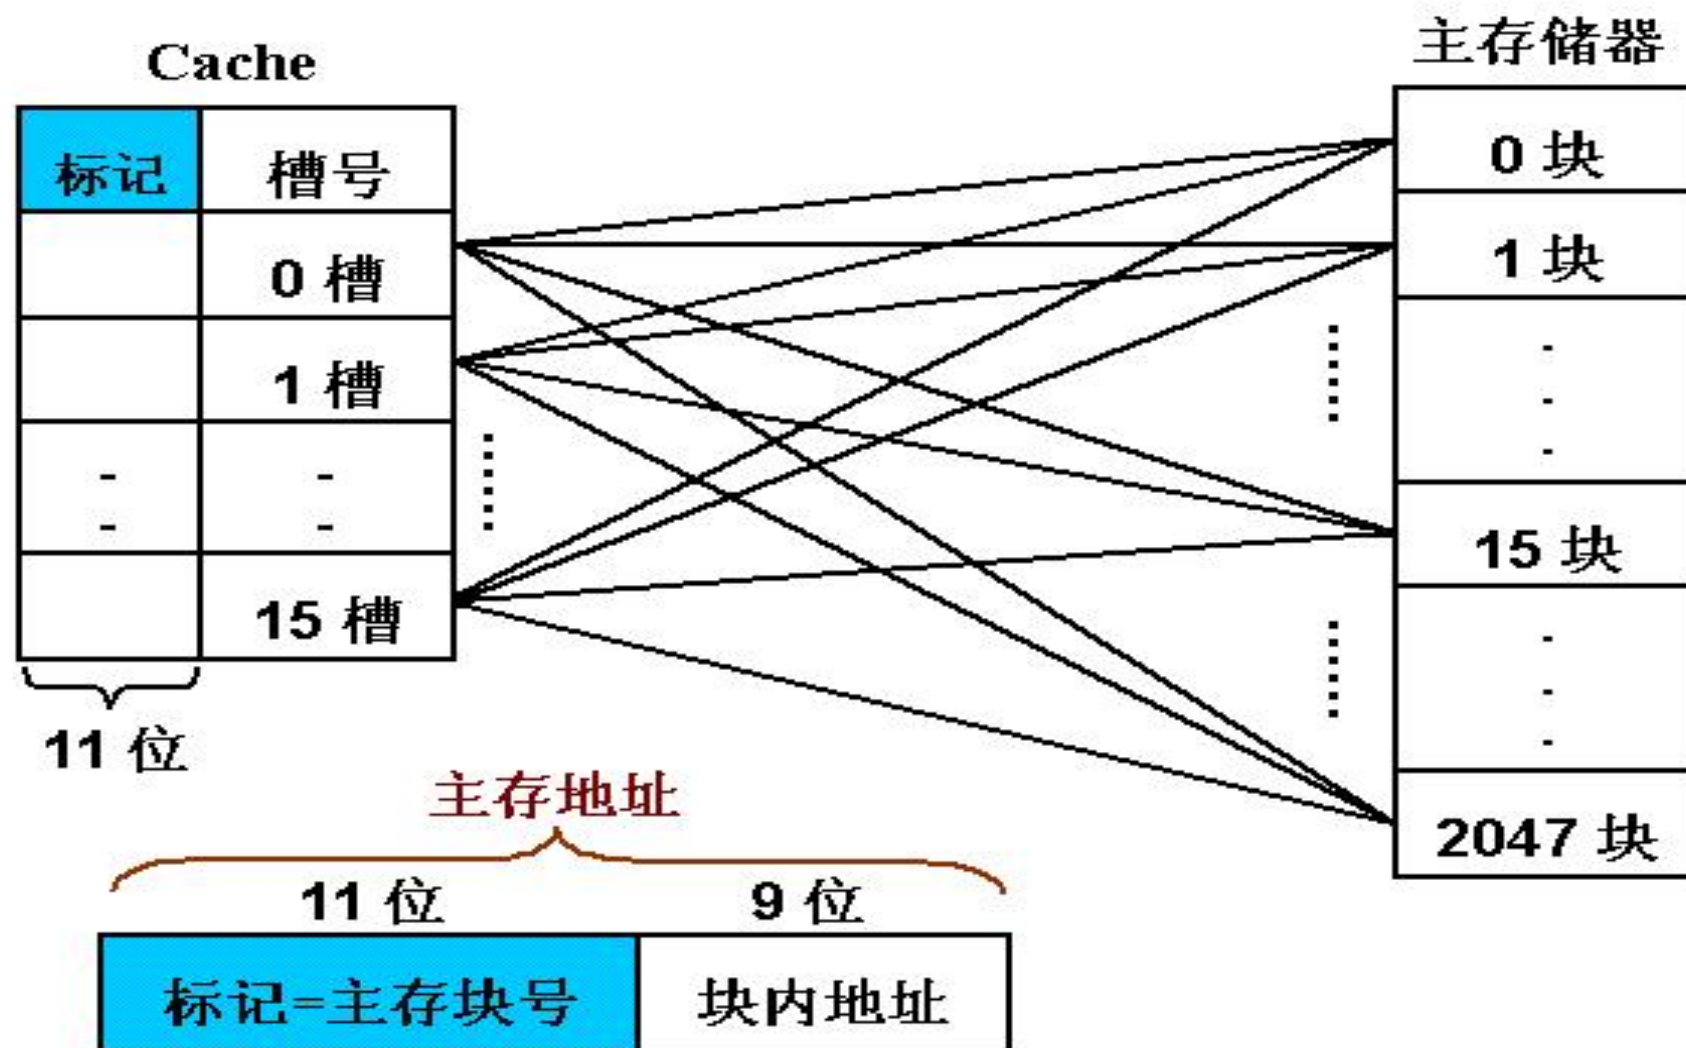 Cache
标记 槽号
0 槽
1 槽
- -
- -
15 槽
11 位
主存储器
0 块
1 块
.
.
.
15 块
.
.
.
2047 块
主存地址
11 位 9 位
标记=主存块号 块内地址